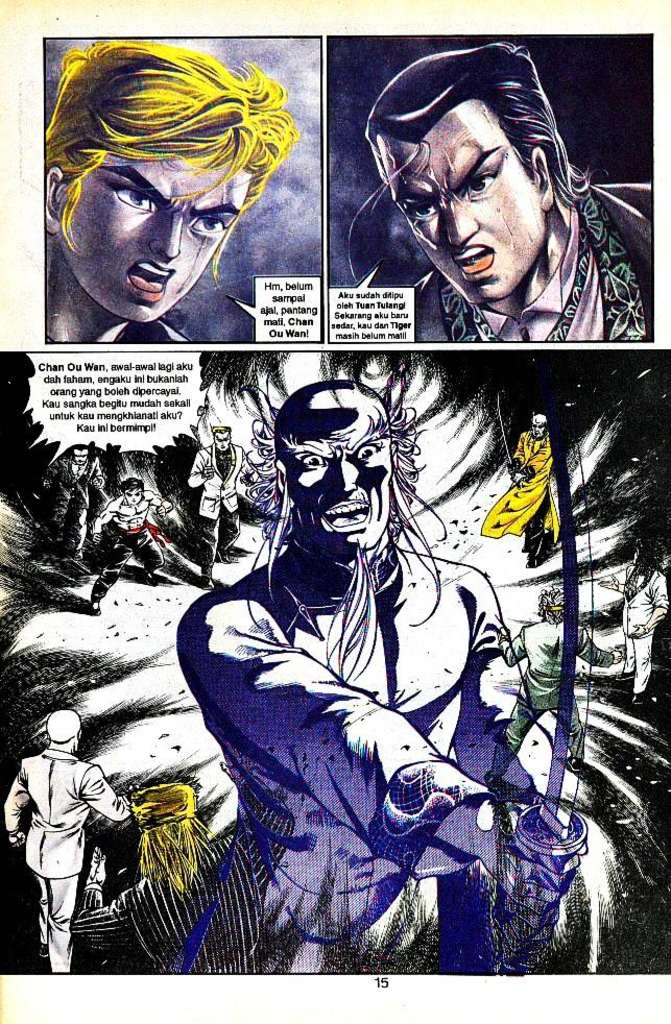 Hm, belum
sampai
ajal, pantang
mati, Chan
Ou Wan!
Aku sudah ditipu
oleh Tuan Tulang!
Sekarang aku baru
sedar, kau dan Tiger
masih belum mati!
Chan Ou Wan, awal-awal lagi aku
dah faham, engaku ini bukanlah
orang yang boleh dipercayai.
Kau sangka begitu mudah sekali
untuk kau mengkhianati aku?
Kau ini bermimpi!
15